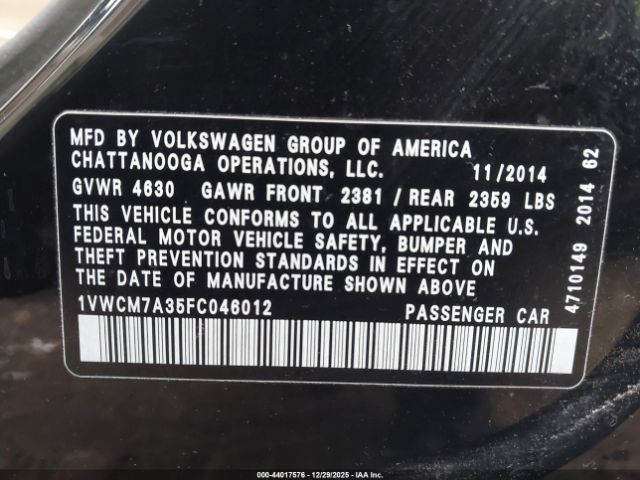 MFD BY VOLKSWAGEN GROUP OF AMERICA
CHATTANOOGA OPERATIONS, LLC. 11/2014
GVWR 4630 GAWR FRONT 2381 / REAR 2359 LBS
THIS VEHICLE CONFORMS TO ALL APPLICABLE U.S.
FEDERAL MOTOR VEHICLE SAFETY, BUMPER AND
THEFT PREVENTION STANDARDS IN EFFECT ON
THE DATE OF MANUFACTURE SHOWN ABOVE
1VWCM7A35FC046012 PASSENGER CAR
4710149 2014 62
000-44017576 - 12/29/2025 - IAAI, Inc.